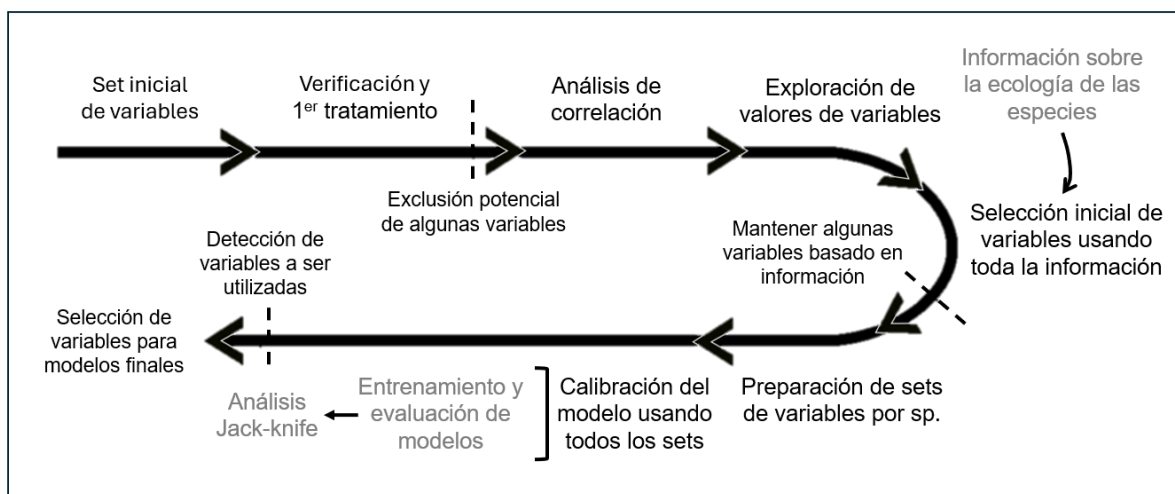 Set inicial
de variables
Verificación y
1er tratamiento
Análisis de
correlación
Exploración de
valores de variables
Información sobre
la ecología de las
especies
Exclusión potencial
de algunas variables
Mantener algunas
variables basado en
información
Selección inicial de
variables usando
toda la información
Detección de
variables a ser
utilizadas
Selección de
variables para
modelos finales
Análisis
Jack-knife
Entrenamiento y
evaluación de
modelos
Calibración del
modelo usando
todos los sets
Preparación de sets
de variables por sp.